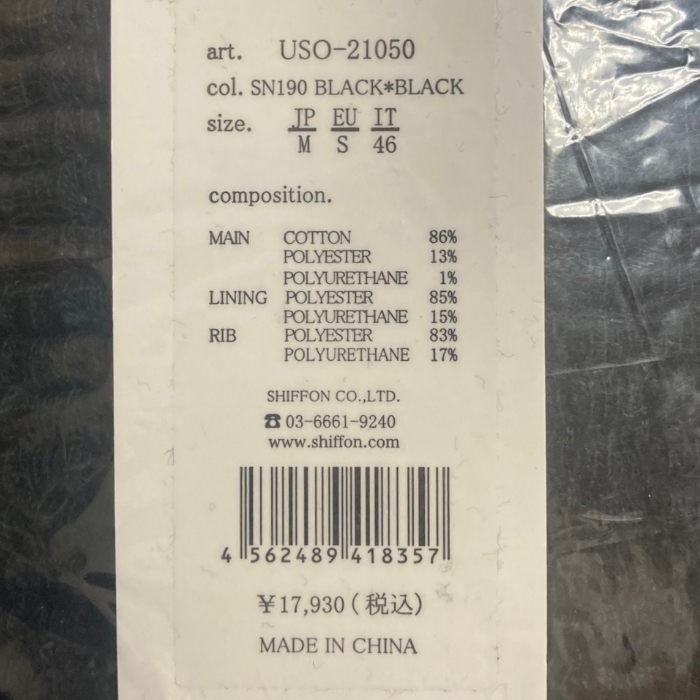 art. USO-21050
col. SN190 BLACK*BLACK
size. JP EU IT
M S 46
composition.
MAIN COTTON 86%
POLYESTER 13%
POLYURETHANE 1%
LINING POLYESTER 85%
POLYURETHANE 15%
RIB POLYESTER 83%
POLYURETHANE 17%
SHIFFON CO.,LTD.
☎ 03-6661-9240
www.shiffon.com
4 562489 418357
¥17,930(税込)
MADE IN CHINA